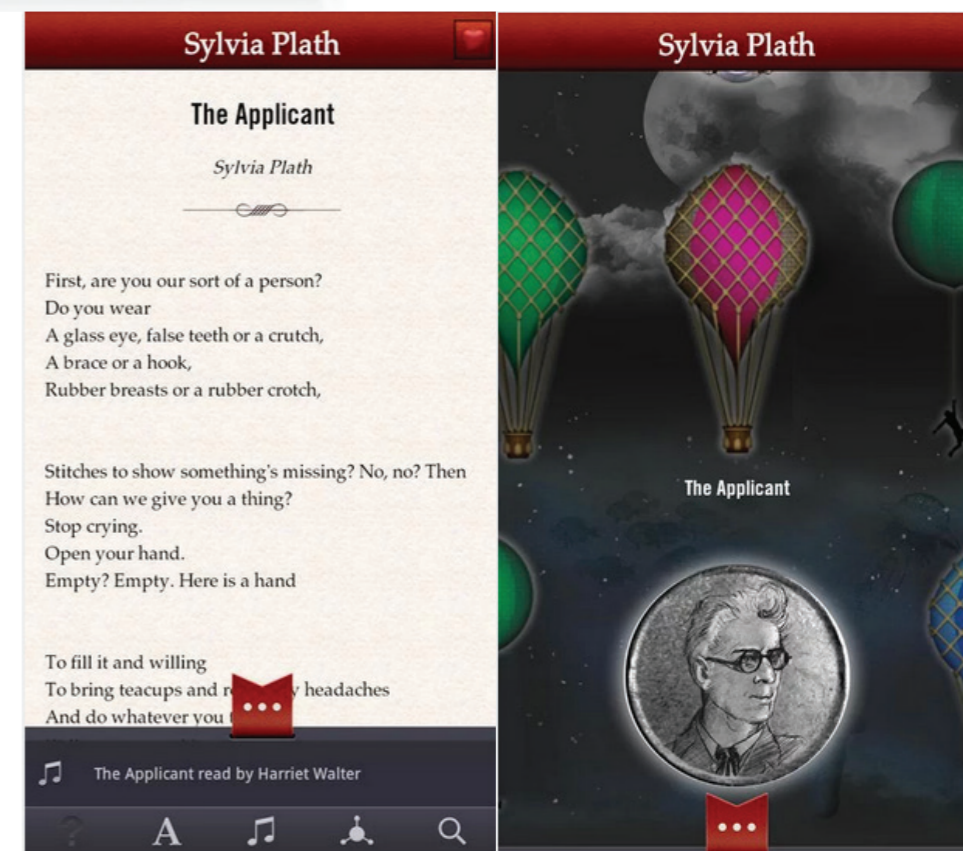 Sylvia Plath
The Applicant
Sylvia Plath
First, are you our sort of a person?
Do you wear
A glass eye, false teeth or a crutch,
A brace or a hook,
Rubber breasts or a rubber crotch,
Stitches to show something's missing? No, no? Then
How can we give you a thing?
Stop crying.
Open your hand.
Empty? Empty. Here is a hand
To fill it and willing
To bring teacups and headaches
And do whatever you
The Applicant read by Harriet Walter
? A
Sylvia Plath
The Applicant